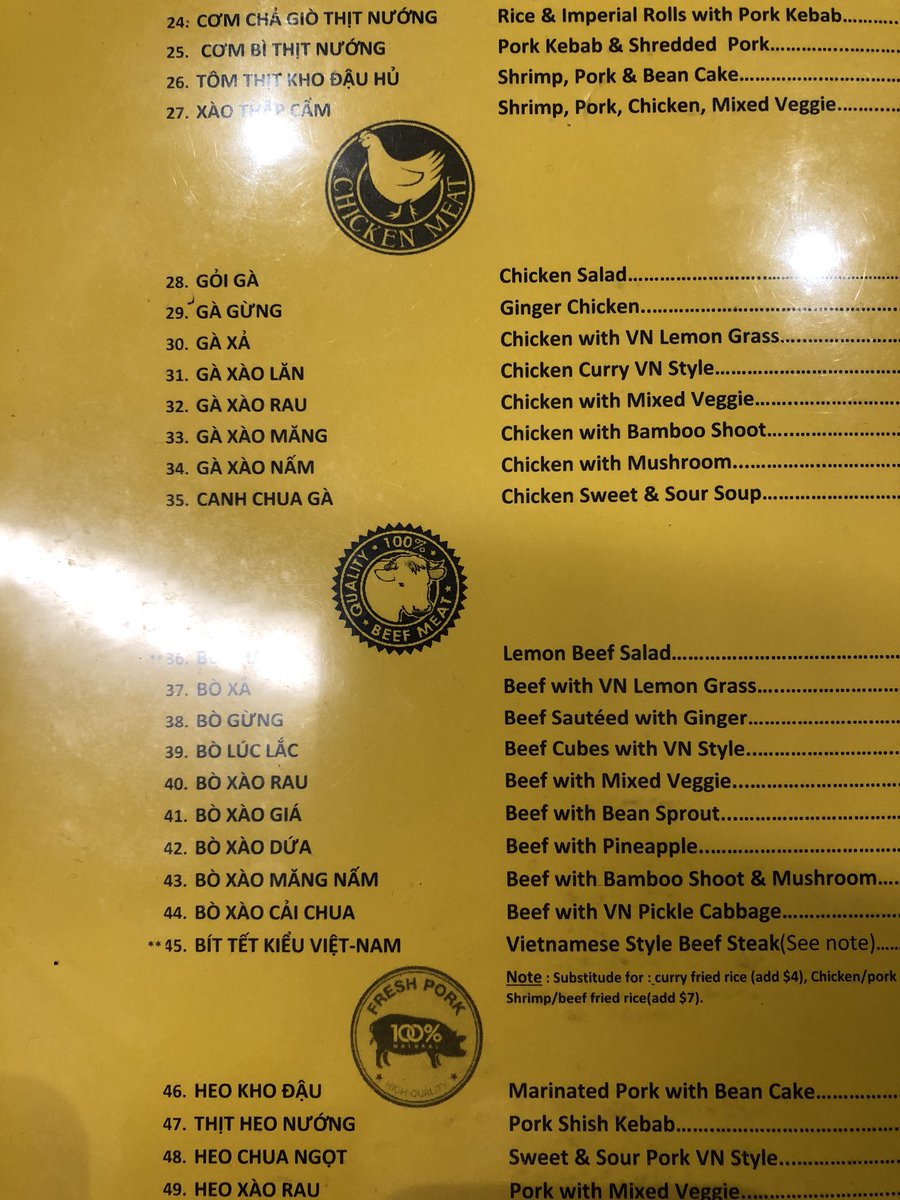 24. CƠM CHẢ GIÒ THỊT NƯỚNG Rice & Imperial Rolls with Pork Kebab
25. CƠM BÌ THỊT NƯỚNG Pork Kebab & Shredded Pork
26. TÔM THỊT KHO ĐẬU HỦ Shrimp, Pork & Bean Cake
27. XÀO THẬP CẨM Shrimp, Pork, Chicken, Mixed Veggie
CHICKEN MEAT
28. GỎI GÀ Chicken Salad
29. GÀ GỪNG Ginger Chicken
30. GÀ XẢ Chicken with VN Lemon Grass
31. GÀ XÀO LĂN Chicken Curry VN Style
32. GÀ XÀO RAU Chicken with Mixed Veggie
33. GÀ XÀO MĂNG Chicken with Bamboo Shoot
34. GÀ XÀO NẤM Chicken with Mushroom
35. CANH CHUA GÀ Chicken Sweet & Sour Soup
QUALITY 100%
BEEF MEAT
**36. Lemon Beef Salad
37. BÒ XẢ Beef with VN Lemon Grass
38. BÒ GỪNG Beef Sautéed with Ginger
39. BÒ LÚC LẮC Beef Cubes with VN Style
40. BÒ XÀO RAU Beef with Mixed Veggie
41. BÒ XÀO GIÁ Beef with Bean Sprout
42. BÒ XÀO DỨA Beef with Pineapple
43. BÒ XÀO MĂNG NẤM Beef with Bamboo Shoot & Mushroom
44. BÒ XÀO CẢI CHUA Beef with VN Pickle Cabbage
**45. BÍT TẾT KIỂU VIỆT-NAM Vietnamese Style Beef Steak(See note)
Note : Substitude for : curry fried rice (add $4), Chicken/pork
Shrimp/beef fried rice(add $7).
FRESH PORK
100%
NATURAL
HIGH QUALITY
46. HEO KHO ĐẬU Marinated Pork with Bean Cake
47. THỊT HEO NƯỚNG Pork Shish Kebab
48. HEO CHUA NGỌT Sweet & Sour Pork VN Style
49. HEO XÀO RAU Pork with Mixed Veggie